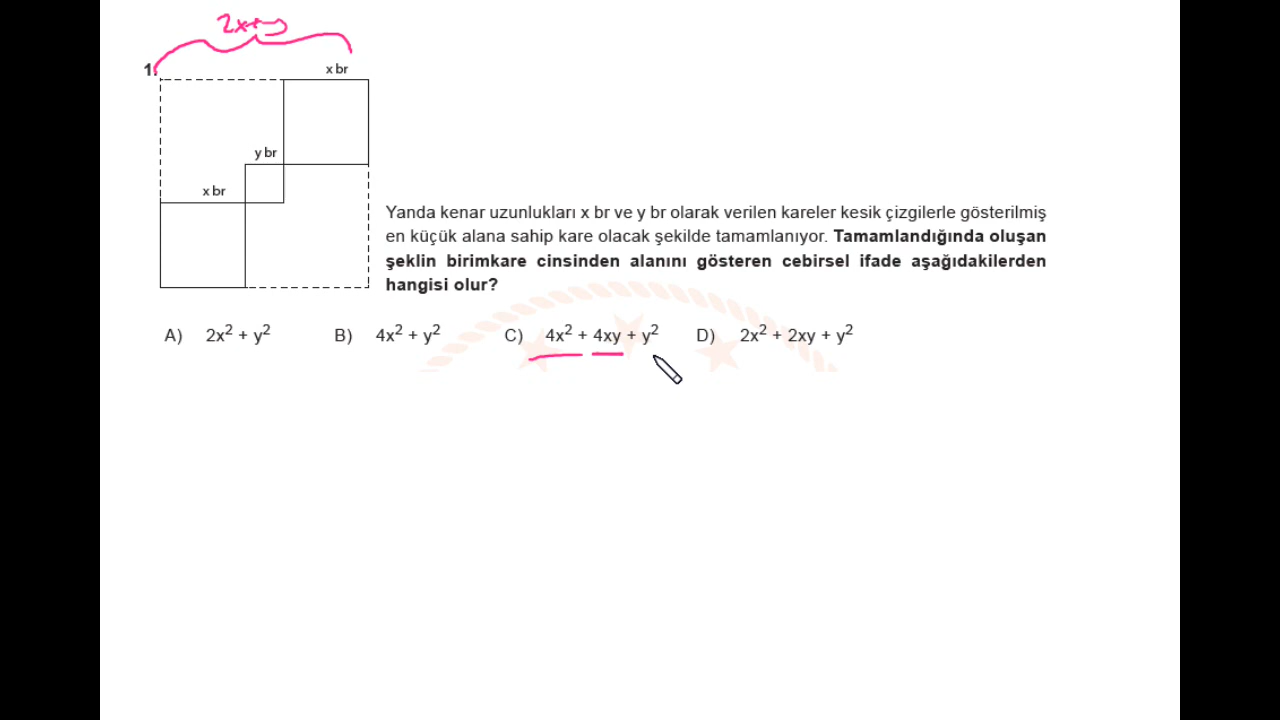 2x+y
1.
x br
y br
x br
Yanda kenar uzunlukları x br ve y br olarak verilen kareler kesik çizgilerle gösterilmiş
en küçük alana sahip kare olacak şekilde tamamlanıyor. Tamamlandığında oluşan
şeklin birimkare cinsinden alanını gösteren cebirsel ifade aşağıdakilerden
hangisi olur?
A) 2x² + y² B) 4x² + y² C) 4x² + 4xy + y² D) 2x² + 2xy + y²